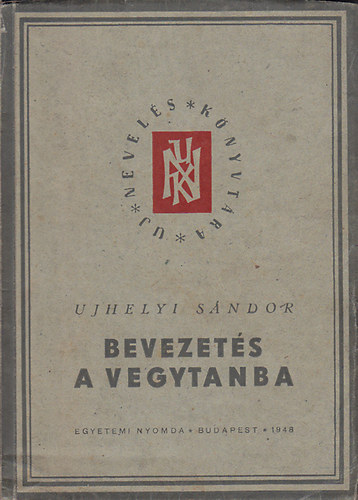 UJ * NEVELÉS * KÖNYVTÁRA *
UNK
UJHELYI SÁNDOR
BEVEZETÉS
A VEGYTANBA
EGYETEMI NYOMDA * BUDAPEST * 1948